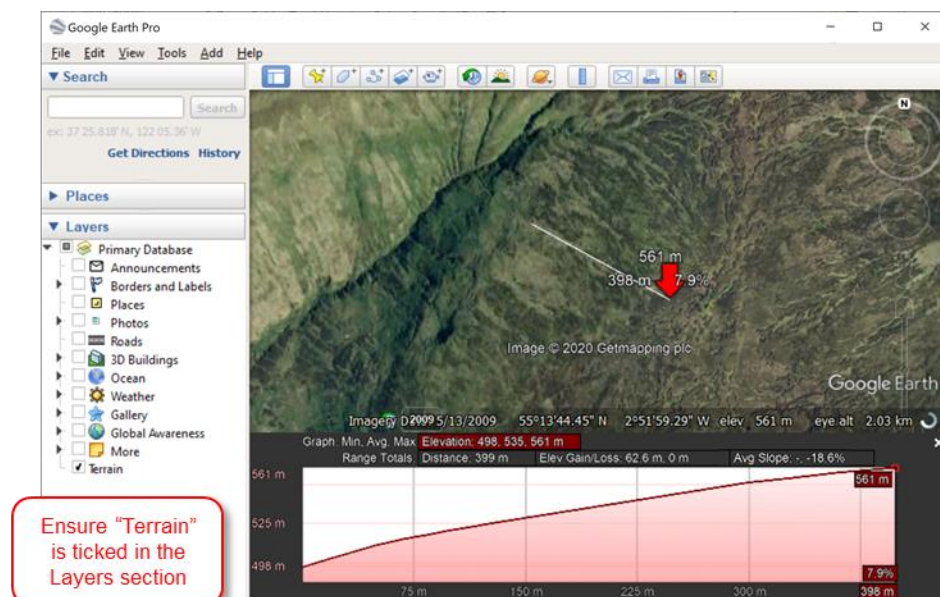 Google Earth Pro
File Edit View Tools Add Help
Search
Search
ex: 37 25.818' N, 122 05.36' W
Get Directions History
Places
Layers
Primary Database
Announcements
Borders and Labels
Places
Photos
Roads
3D Buildings
Ocean
Weather
Gallery
Global Awareness
More
Terrain
Ensure “Terrain”
is ticked in the
Layers section
N
561 m
398 m 7.9%
Image © 2020 Getmapping plc
Google Earth
2009 5/13/2009 55°13'44.45" N 2°51'59.29" W elev 561 m eye alt 2.03 km
Graph: Min, Avg, Max Elevation: 498, 535, 561 m
Range Totals: Distance: 399 m Elev Gain/Loss: 62.6 m, 0 m Avg Slope: -, -18.6%
561 m
561 m
525 m
498 m
7.9%
75 m 150 m 225 m 300 m 398 m